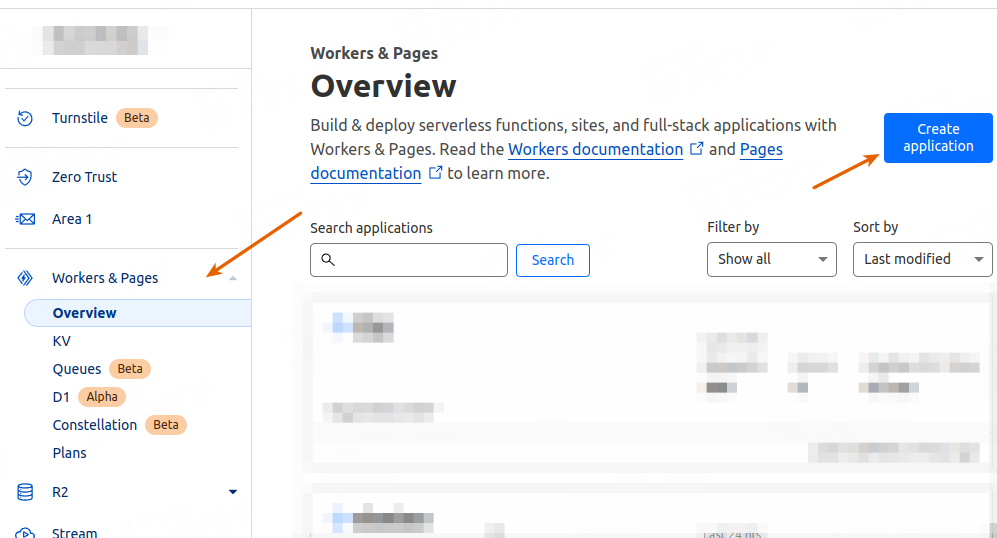 Turnstile Beta
Zero Trust
Area 1
Workers & Pages
Overview
KV
Queues Beta
D1 Alpha
Constellation Beta
Plans
R2
Stream
Workers & Pages
Overview
Build & deploy serverless functions, sites, and full-stack applications with
Workers & Pages. Read the Workers documentation and Pages
documentation to learn more.
Create
application
Search applications
Search
Filter by
Show all
Sort by
Last modified
Last 24 hrs